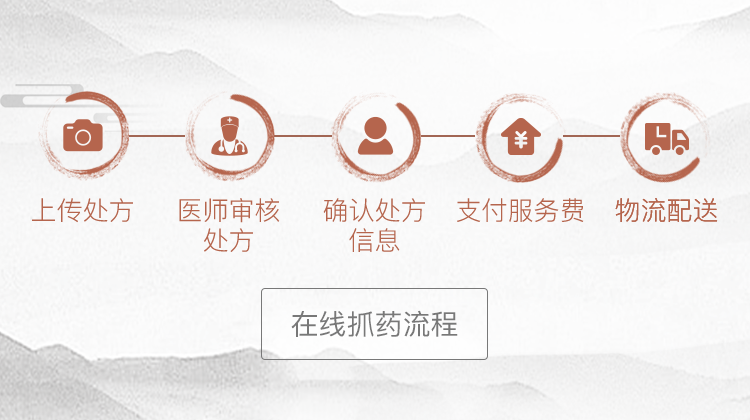 上传处方
医师审核
处方
确认处方
信息
支付服务费
物流配送
在线抓药流程